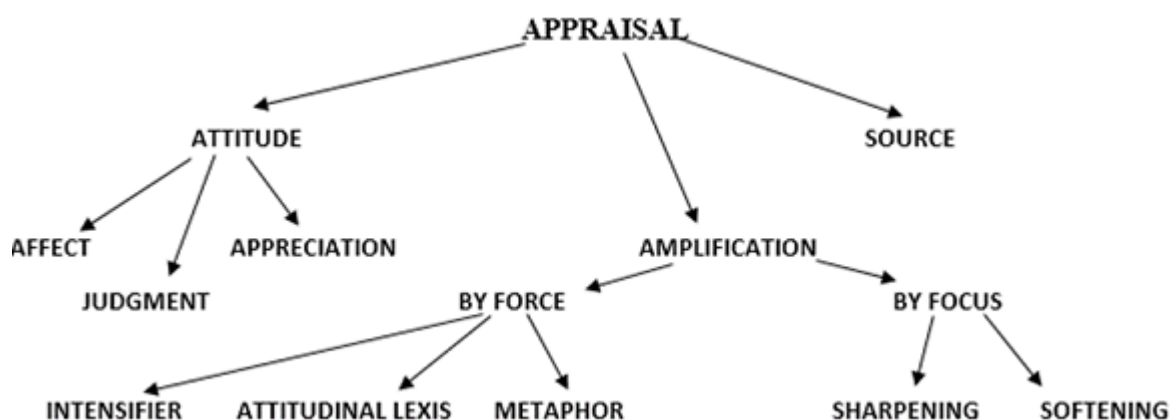 APPRAISAL
ATTITUDE
SOURCE
AFFECT
APPRECIATION
AMPLIFICATION
JUDGMENT
BY FORCE
BY FOCUS
INTENSIFIER
ATTITUDINAL LEXIS
METAPHOR
SHARPENING
SOFTENING